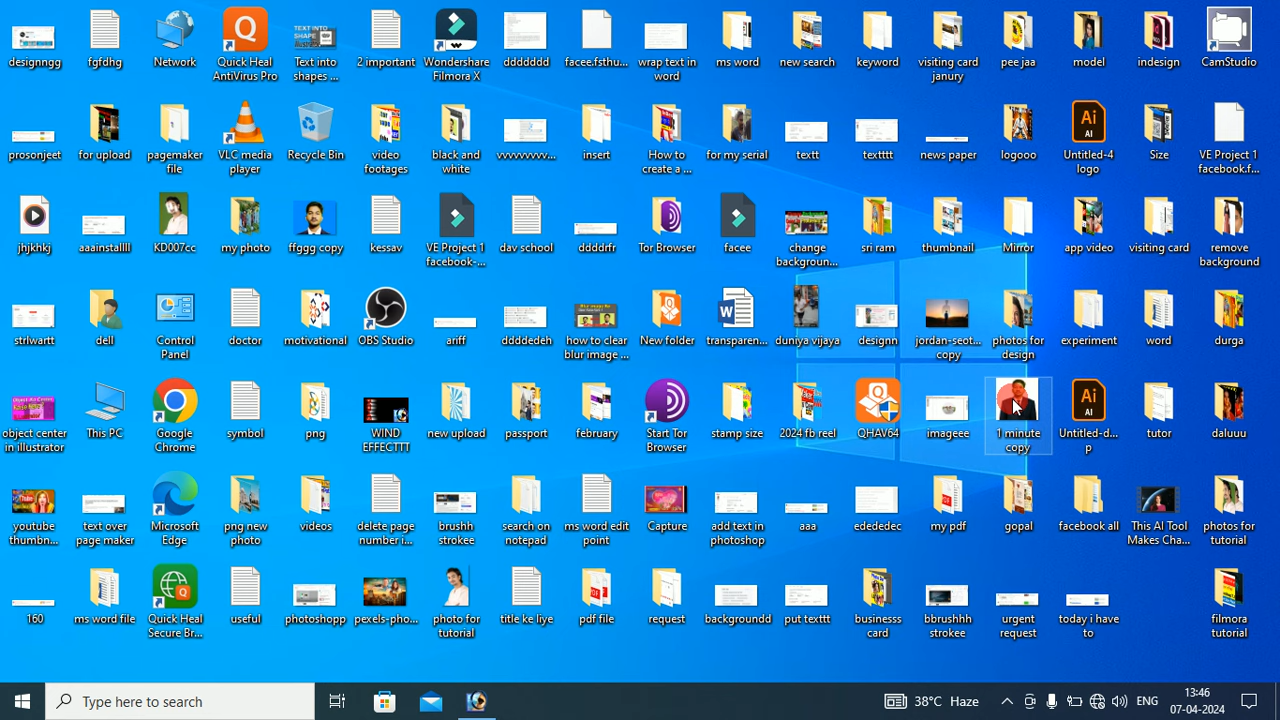 designngg
fgfdhg
Network
Quick Heal
AntiVirus Pro
Text into
shapes ...
2 important
Wondershare
Filmora X
ddddddd
facee.fsthu...
wrap text in
word
ms word
new search
keyword
visiting card
janury
pee jaa
model
indesign
CamStudio
prosonjeet
for upload
pagemaker
file
VLC media
player
Recycle Bin
video
footages
black and
white
vvvvvvvvv...
insert
How to
create a ...
for my serial
textt
textttt
news paper
logooo
Untitled-4
logo
Size
VE Project 1
facebook.f...
jhjkhkj
aaainstallll
KD007cc
my photo
ffggg copy
kessav
VE Project 1
facebook-...
dav school
ddddrfr
Tor Browser
facee
change
backgroun...
sri ram
thumbnail
Mirror
app video
visiting card
remove
background
strlwartt
dell
Control
Panel
doctor
motivational
OBS Studio
ariff
ddddedeh
how to clear
blur image ...
New folder
transparen...
duniya vijaya
designn
jordan-seot...
copy
photos for
design
experiment
word
durga
object center
in illustrator
This PC
Google
Chrome
symbol
png
WIND
EFFECTTT
new upload
passport
february
Start Tor
Browser
stamp size
2024 fb reel
QHAV64
imageee
1 minute
copy
Untitled-d...
p
tutor
daluuu
youtube
thumbn...
text over
page maker
Microsoft
Edge
png new
photo
videos
delete page
number i...
brushh
strokee
search on
notepad
ms word edit
point
Capture
add text in
photoshop
aaa
edededec
my pdf
gopal
facebook all
This AI Tool
Makes Cha...
photos for
tutorial
160
ms word file
Quick Heal
Secure Br...
useful
photoshopp
pexels-pho...
photo for
tutorial
title ke liye
pdf file
request
backgroundd
put texttt
businesss
card
bbrushhh
strokee
urgent
request
today i have
to
filmora
tutorial
Type here to search
38°C Haze
ENG
13:46
07-04-2024